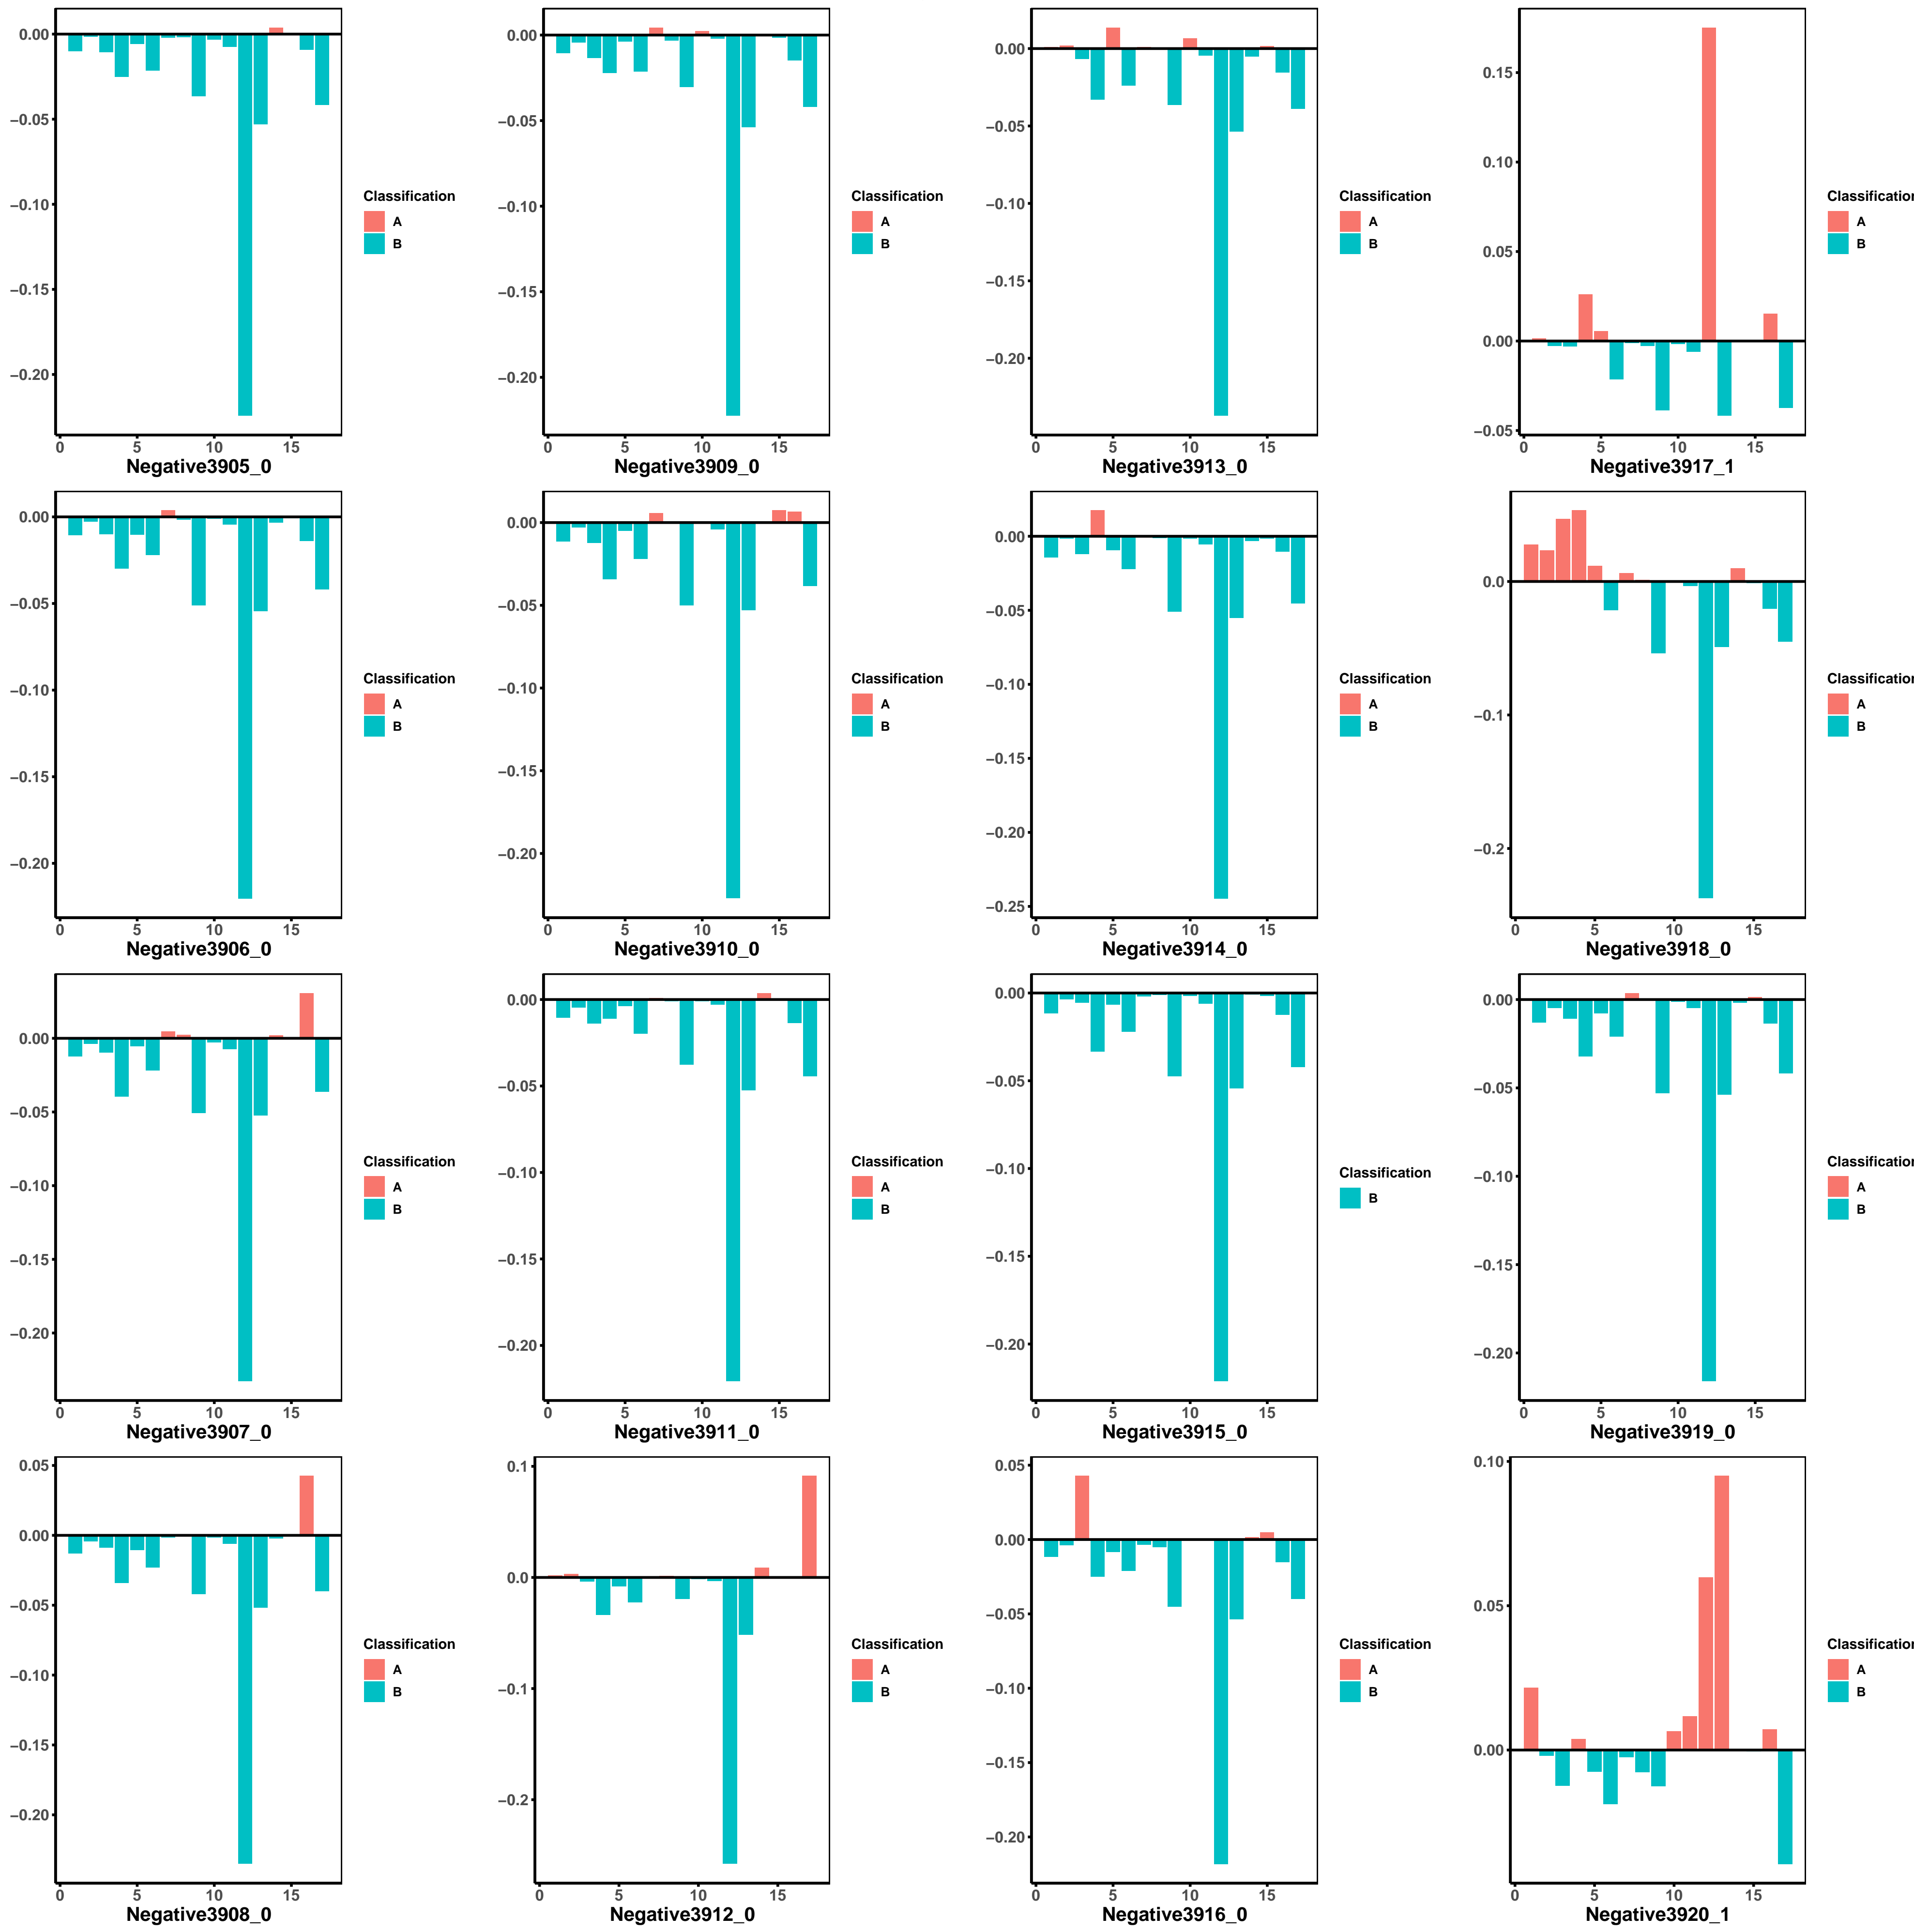 0.00
−0.05
−0.10
−0.15
−0.20
0 5 10 15
Negative3905_0
Classification
A
B
0.00
−0.05
−0.10
−0.15
−0.20
0 5 10 15
Negative3909_0
Classification
A
B
0.00
−0.05
−0.10
−0.15
−0.20
0 5 10 15
Negative3913_0
Classification
A
B
0.15
0.10
0.05
0.00
−0.05
0 5 10 15
Negative3917_1
Classification
A
B
0.00
−0.05
−0.10
−0.15
−0.20
0 5 10 15
Negative3906_0
Classification
A
B
0.00
−0.05
−0.10
−0.15
−0.20
0 5 10 15
Negative3910_0
Classification
A
B
0.00
−0.05
−0.10
−0.15
−0.20
−0.25
0 5 10 15
Negative3914_0
Classification
A
B
0.0
−0.1
−0.2
0 5 10 15
Negative3918_0
Classification
A
B
0.00
−0.05
−0.10
−0.15
−0.20
0 5 10 15
Negative3907_0
Classification
A
B
0.00
−0.05
−0.10
−0.15
−0.20
0 5 10 15
Negative3911_0
Classification
A
B
0.00
−0.05
−0.10
−0.15
−0.20
0 5 10 15
Negative3915_0
Classification
B
0.00
−0.05
−0.10
−0.15
−0.20
0 5 10 15
Negative3919_0
Classification
A
B
0.05
0.00
−0.05
−0.10
−0.15
−0.20
0 5 10 15
Negative3908_0
Classification
A
B
0.1
0.0
−0.1
−0.2
0 5 10 15
Negative3912_0
Classification
A
B
0.05
0.00
−0.05
−0.10
−0.15
−0.20
0 5 10 15
Negative3916_0
Classification
A
B
0.10
0.05
0.00
0 5 10 15
Negative3920_1
Classification
A
B